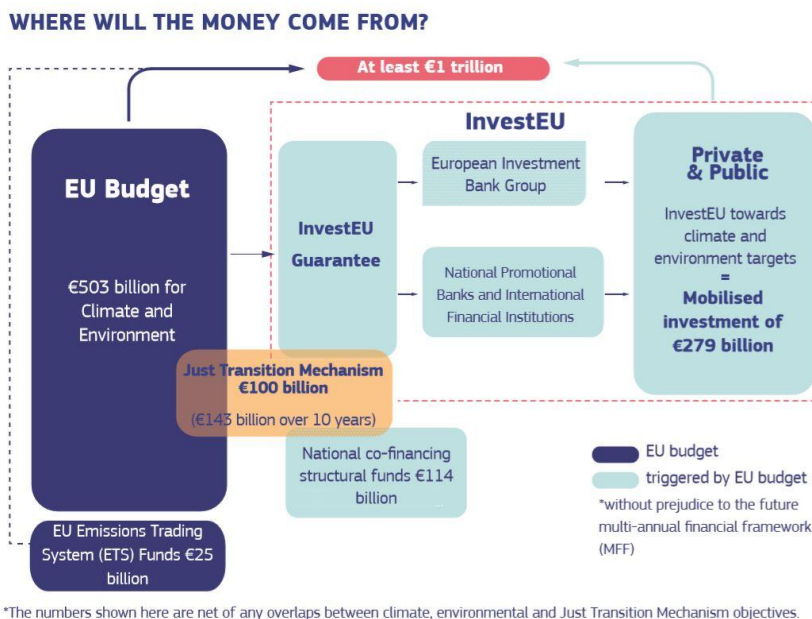 WHERE WILL THE MONEY COME FROM?
At least €1 trillion
EU Budget
€503 billion for
Climate and
Environment
InvestEU
InvestEU
Guarantee
European Investment
Bank Group
National Promotional
Banks and International
Financial Institutions
Private
& Public
InvestEU towards
climate and
environment targets
=
Mobilised
investment of
€279 billion
Just Transition Mechanism
€100 billion
(€143 billion over 10 years)
National co-financing
structural funds €114
billion
EU Emissions Trading
System (ETS) Funds €25
billion
EU budget
triggered by EU budget
*without prejudice to the future
multi-annual financial framework
(MFF)
*The numbers shown here are net of any overlaps between climate, environmental and Just Transition Mechanism objectives.